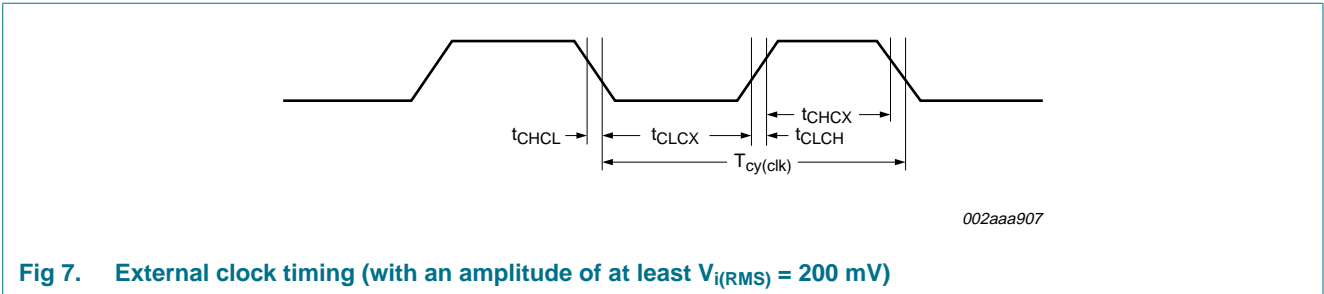 tCHCX
tCHCL tCLCX tCLCH
Tcy(clk)
002aaa907
Fig 7. External clock timing (with an amplitude of at least Vi(RMS) = 200 mV)